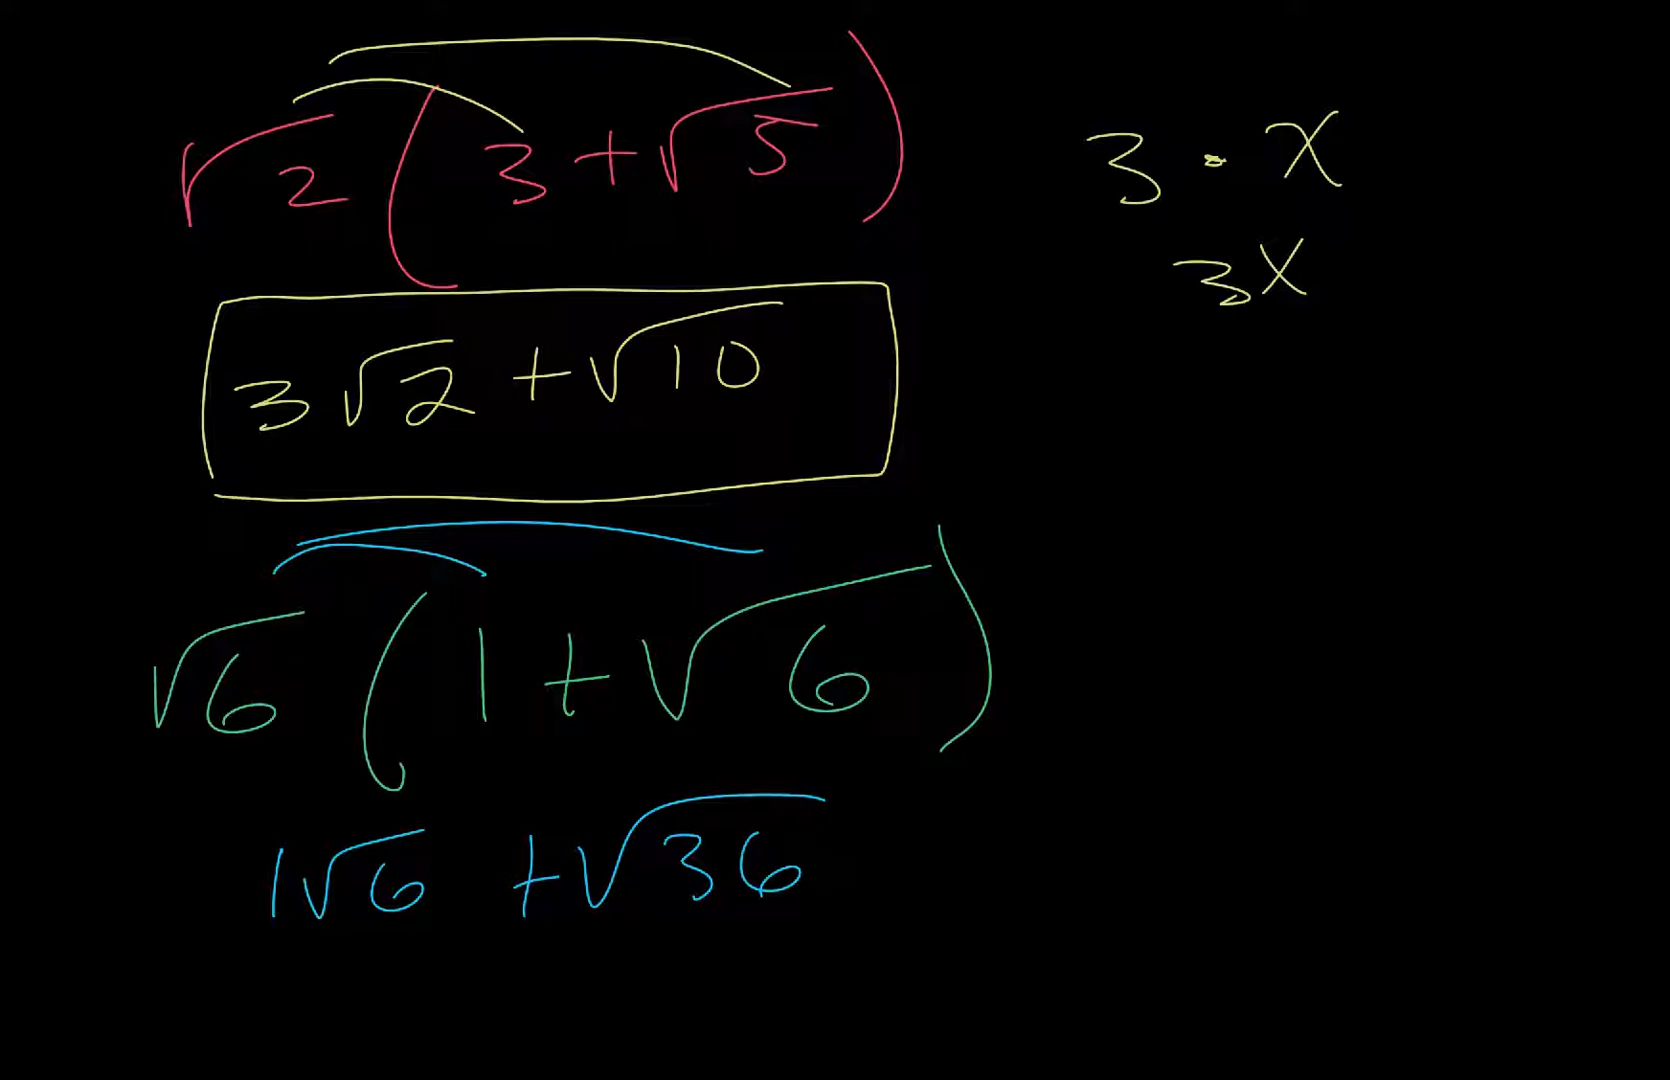 √2 (3 + √5)
3 · x
3x
3√2 + √10
√6 (1 + √6)
1√6 + √36